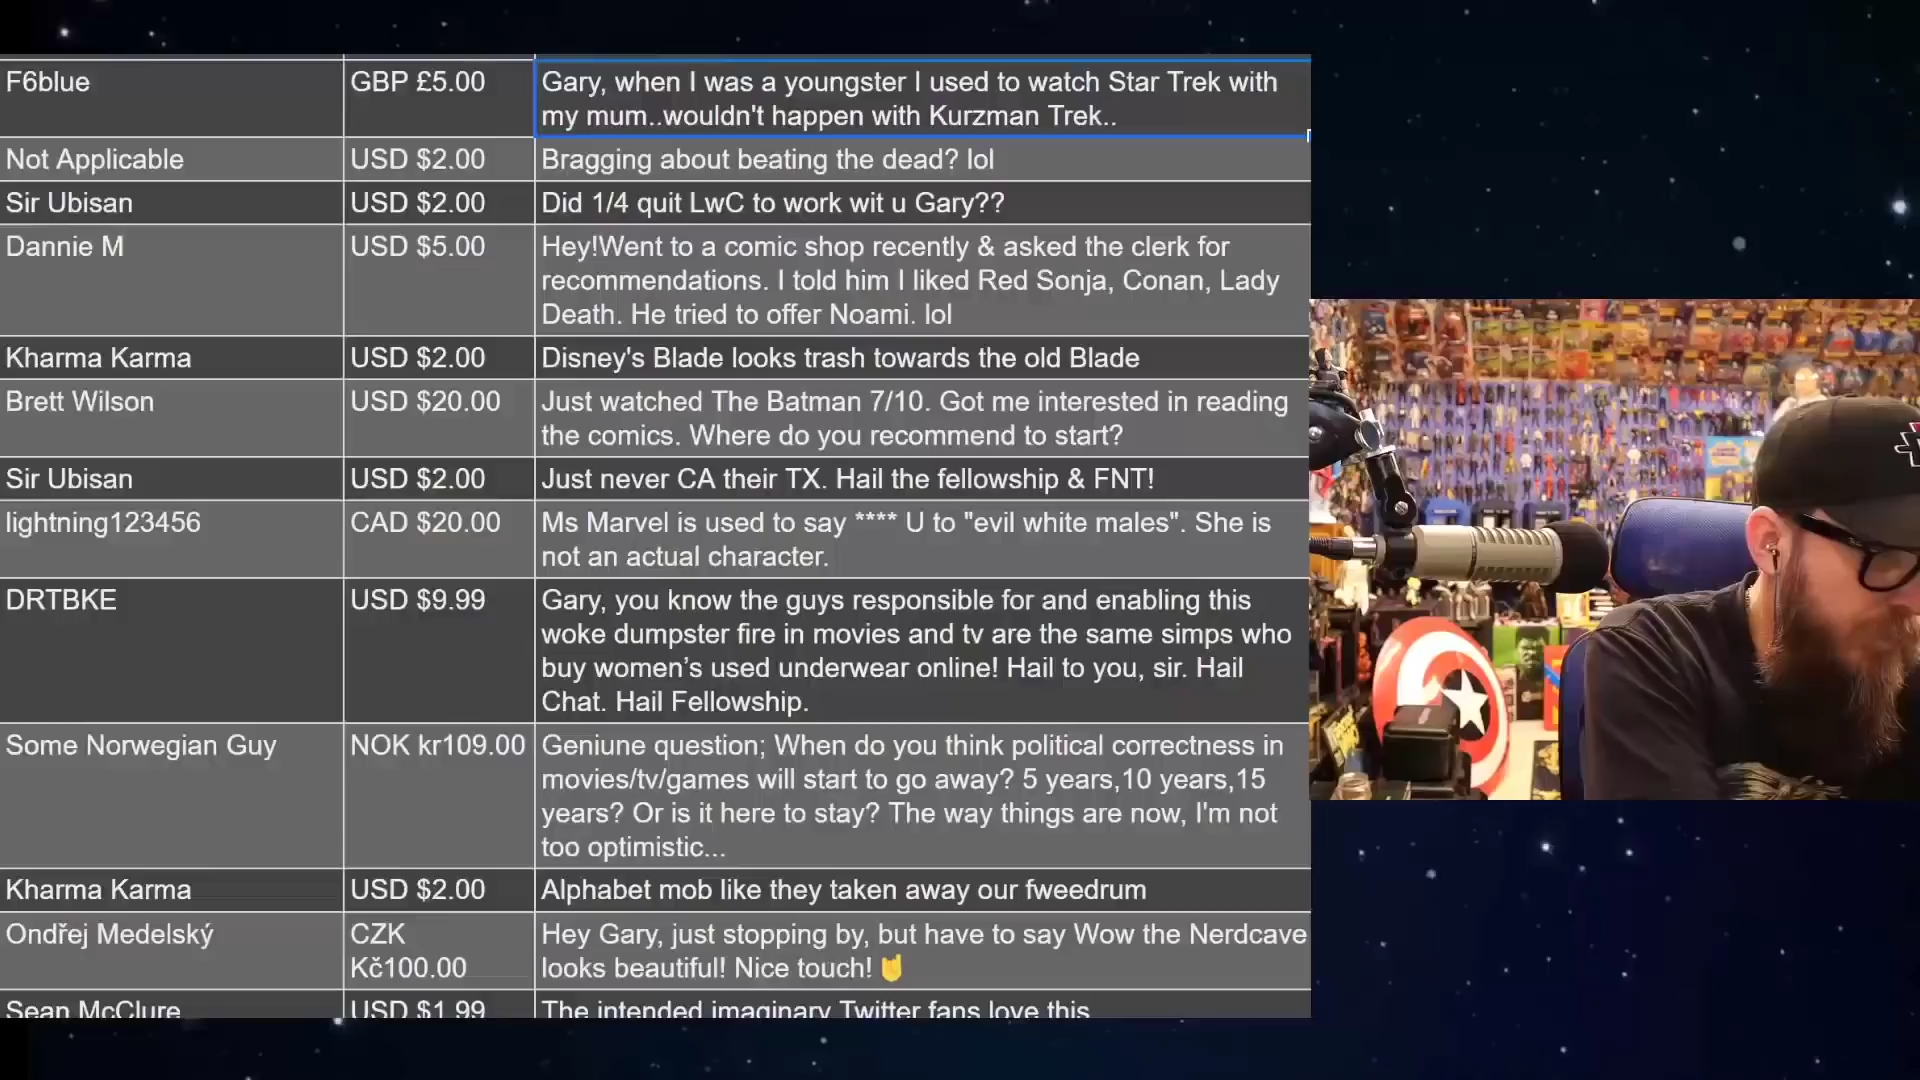 F6blue
GBP £5.00
Gary, when I was a youngster I used to watch Star Trek with
my mum..wouldn't happen with Kurzman Trek..
Not Applicable
USD $2.00
Bragging about beating the dead? lol
Sir Ubisan
USD $2.00
Did 1/4 quit LwC to work wit u Gary??
Dannie M
USD $5.00
Hey!Went to a comic shop recently & asked the clerk for
recommendations. I told him I liked Red Sonja, Conan, Lady
Death. He tried to offer Noami. lol
Kharma Karma
USD $2.00
Disney's Blade looks trash towards the old Blade
Brett Wilson
USD $20.00
Just watched The Batman 7/10. Got me interested in reading
the comics. Where do you recommend to start?
Sir Ubisan
USD $2.00
Just never CA their TX. Hail the fellowship & FNT!
lightning123456
CAD $20.00
Ms Marvel is used to say **** U to "evil white males". She is
not an actual character.
DRTBKE
USD $9.99
Gary, you know the guys responsible for and enabling this
woke dumpster fire in movies and tv are the same simps who
buy women’s used underwear online! Hail to you, sir. Hail
Chat. Hail Fellowship.
Some Norwegian Guy
NOK kr109.00
Geniune question; When do you think political correctness in
movies/tv/games will start to go away? 5 years,10 years,15
years? Or is it here to stay? The way things are now, I'm not
too optimistic...
Kharma Karma
USD $2.00
Alphabet mob like they taken away our fweedrum
Ondřej Medelský
CZK
Kč100.00
Hey Gary, just stopping by, but have to say Wow the Nerdcave
looks beautiful! Nice touch! 🤘
Sean McClure
USD $1.99
The intended imaginary Twitter fans love this